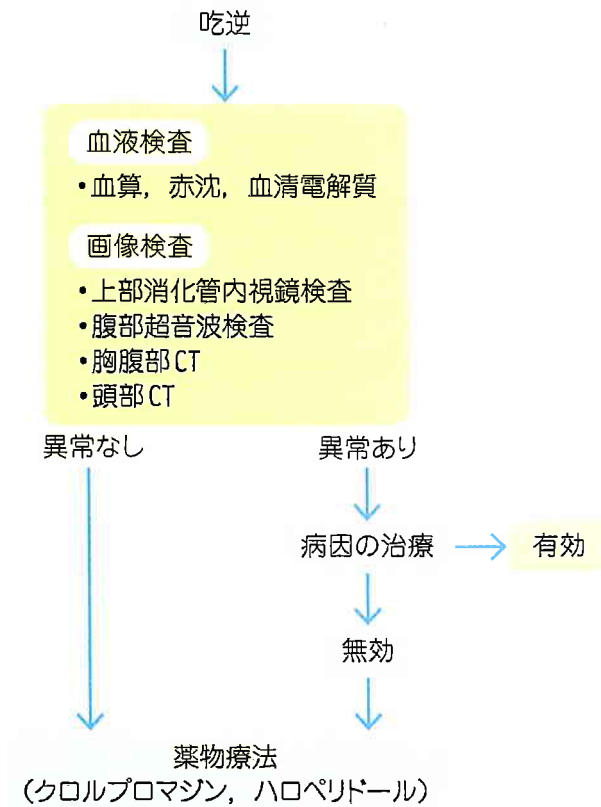 吃逆
血液検査
•血算，赤沈，血清電解質
画像検査
•上部消化管内視鏡検査
•腹部超音波検査
•胸腹部CT
•頭部CT
異常なし
異常あり
病因の治療
有効
無効
薬物療法
（クロルプロマジン，ハロペリドール）